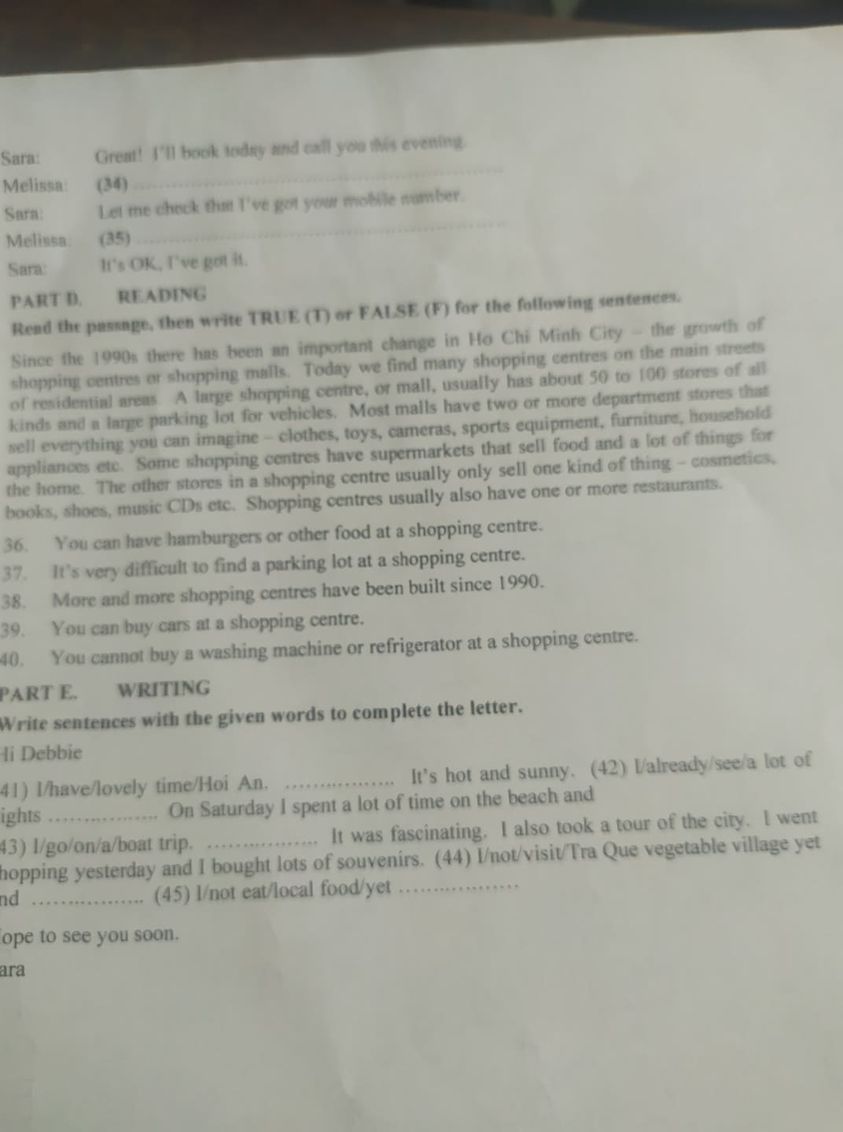 Sara: Great! I'll book today and call you this evening.
Melissa: (34) ..........................................................
Sara: Let me check that I've got your mobile number.
Melissa: (35) ..........................................................
Sara: It's OK, I've got it.
PART D. READING
Read the passage, then write TRUE (T) or FALSE (F) for the following sentences.
Since the 1990s there has been an important change in Ho Chi Minh City – the growth of
shopping centres or shopping malls. Today we find many shopping centres on the main streets
of residential areas. A large shopping centre, or mall, usually has about 50 to 100 stores of all
kinds and a large parking lot for vehicles. Most malls have two or more department stores that
sell everything you can imagine – clothes, toys, cameras, sports equipment, furniture, household
appliances etc. Some shopping centres have supermarkets that sell food and a lot of things for
the home. The other stores in a shopping centre usually only sell one kind of thing – cosmetics,
books, shoes, music CDs etc. Shopping centres usually also have one or more restaurants.
36. You can have hamburgers or other food at a shopping centre.
37. It's very difficult to find a parking lot at a shopping centre.
38. More and more shopping centres have been built since 1990.
39. You can buy cars at a shopping centre.
40. You cannot buy a washing machine or refrigerator at a shopping centre.
PART E. WRITING
Write sentences with the given words to complete the letter.
Hi Debbie
41) I/have/lovely time/Hoi An. .................. It's hot and sunny. (42) I/already/see/a lot of
ights .................. On Saturday I spent a lot of time on the beach and
43) I/go/on/a/boat trip. .................. It was fascinating. I also took a tour of the city. I went
hopping yesterday and I bought lots of souvenirs. (44) I/not/visit/Tra Que vegetable village yet
nd .................. (45) I/not eat/local food/yet ..................
ope to see you soon.
ara